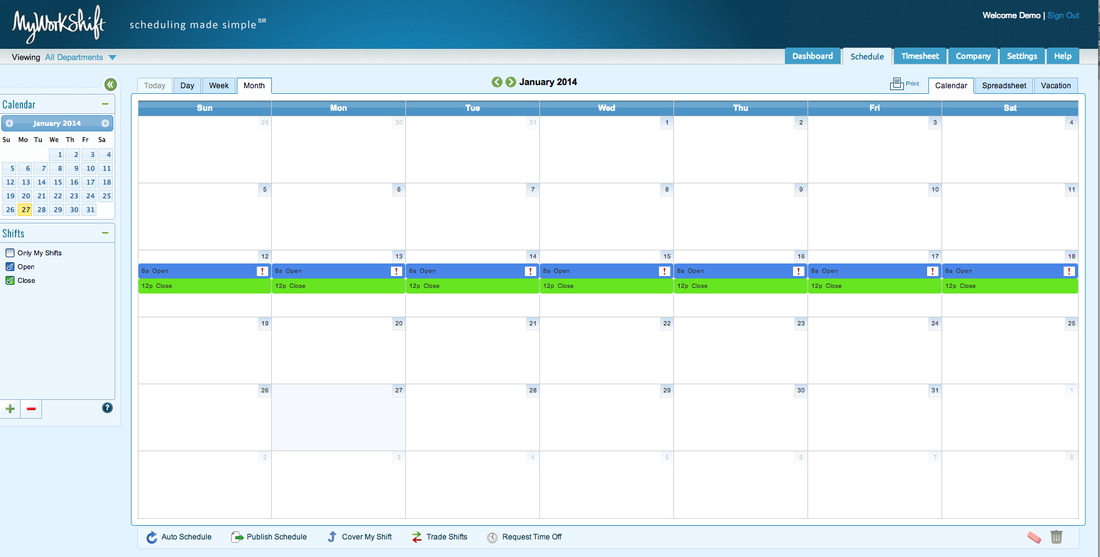 MyWorkShift
scheduling made simple℠
Welcome Demo | Sign Out
Viewing All Departments
Dashboard Schedule Timesheet Company Settings Help
Today Day Week Month
January 2014
Print
Calendar Spreadsheet Vacation
Calendar
January 2014
Su Mo Tu We Th Fr Sa
1 2 3 4
5 6 7 8 9 10 11
12 13 14 15 16 17 18
19 20 21 22 23 24 25
26 27 28 29 30 31
Shifts
Only My Shifts
Open
Close
?
Sun Mon Tue Wed Thu Fri Sat
29 30 31 1 2 3 4
5 6 7 8 9 10 11
12 13 14 15 16 17 18
8a Open ! 8a Open ! 8a Open ! 8a Open ! 8a Open ! 8a Open ! 8a Open !
12p Close 12p Close 12p Close 12p Close 12p Close 12p Close 12p Close
19 20 21 22 23 24 25
26 27 28 29 30 31 1
2 3 4 5 6 7 8
Auto Schedule Publish Schedule Cover My Shift Trade Shifts Request Time Off